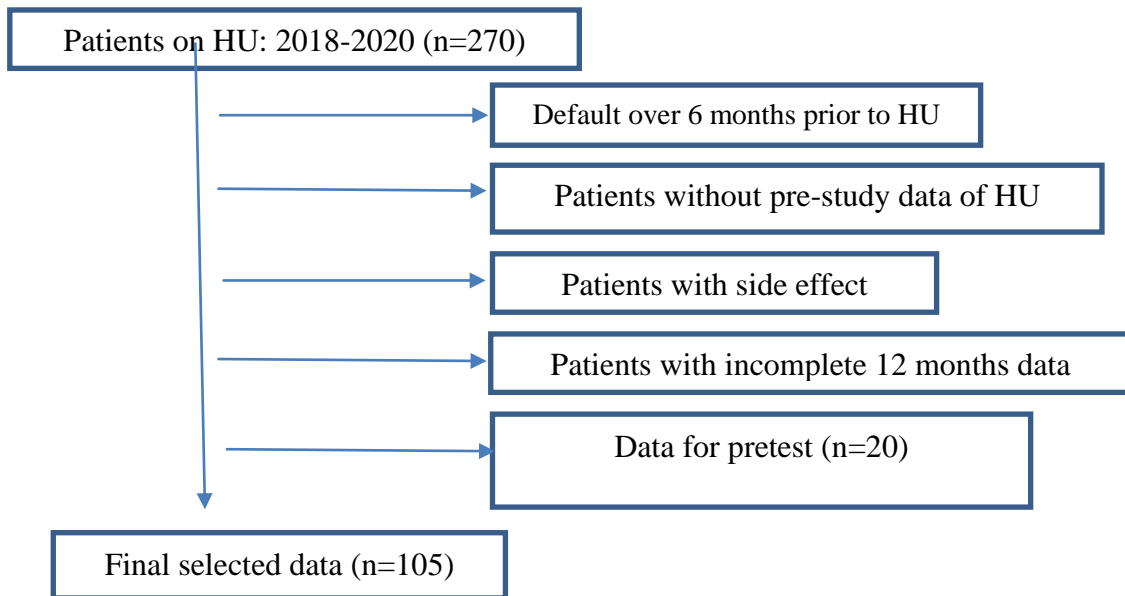 Patients on HU: 2018-2020 (n=270)
Default over 6 months prior to HU
Patients without pre-study data of HU
Patients with side effect
Patients with incomplete 12 months data
Data for pretest (n=20)
Final selected data (n=105)